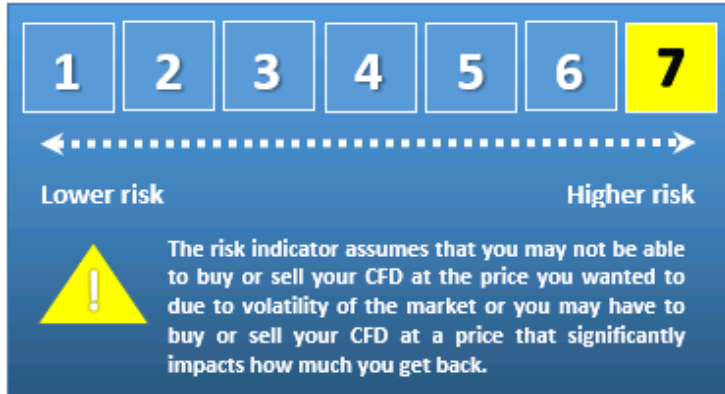 1 2 3 4 5 6 7
Lower risk Higher risk
!
The risk indicator assumes that you may not be able
to buy or sell your CFD at the price you wanted to
due to volatility of the market or you may have to
buy or sell your CFD at a price that significantly
impacts how much you get back.